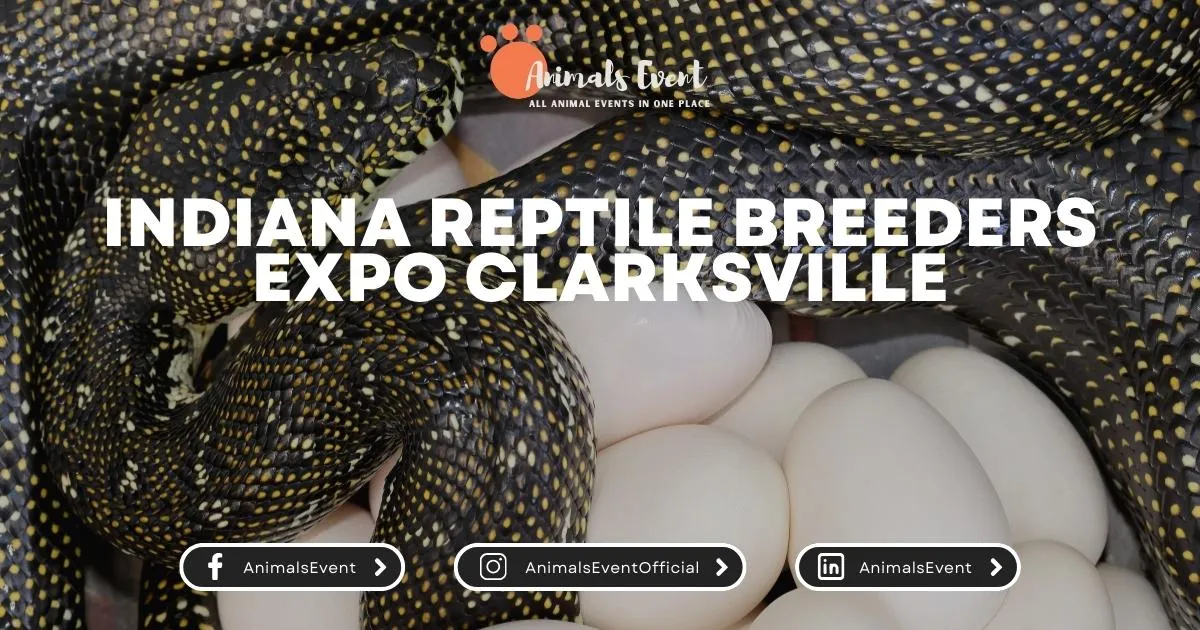 Animals Event
ALL ANIMAL EVENTS IN ONE PLACE
INDIANA REPTILE BREEDERS
EXPO CLARKSVILLE
AnimalsEvent
AnimalsEventOfficial
AnimalsEvent